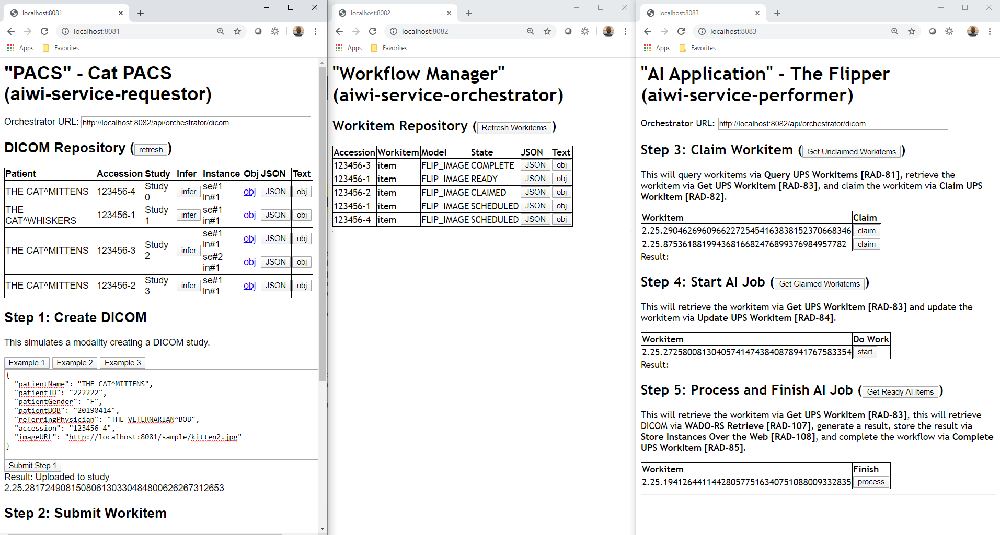 localhost:8081
localhost:8081
Apps Favorites
"PACS" - Cat PACS
(aiwi-service-requestor)
Orchestrator URL: http://localhost:8082/api/orchestrator/dicom
DICOM Repository (refresh)
Patient Accession Study Infer Instance Obj JSON Text
THE CAT^MITTENS 123456-4 Study 0 infer se#1 in#1 obj JSON obj
THE CAT^WHISKERS 123456-1 Study 1 infer se#1 in#1 obj JSON obj
THE CAT^MITTENS 123456-3 Study 2 infer se#1 in#1 obj JSON obj
se#2 in#1 obj JSON obj
THE CAT^MITTENS 123456-2 Study 3 infer se#1 in#1 obj JSON obj
Step 1: Create DICOM
This simulates a modality creating a DICOM study.
Example 1 Example 2 Example 3
{
"patientName": "THE CAT^MITTENS",
"patientID": "222222",
"patientGender": "F",
"patientDOB": "20190414",
"referringPhysician": "THE VETERNARIAN^BOB",
"accession": "123456-4",
"imageURL": "http://localhost:8081/sample/kitten2.jpg"
}
Submit Step 1
Result: Uploaded to study
2.25.281724908150806130330484800626267312653
Step 2: Submit Workitem
localhost:8082
localhost:8082
Apps Favorites
"Workflow Manager"
(aiwi-service-orchestrator)
Workitem Repository (Refresh Workitems)
Accession Workitem Model State JSON Text
123456-3 item FLIP_IMAGE COMPLETE JSON obj
123456-1 item FLIP_IMAGE READY JSON obj
123456-2 item FLIP_IMAGE CLAIMED JSON obj
123456-1 item FLIP_IMAGE SCHEDULED JSON obj
123456-4 item FLIP_IMAGE SCHEDULED JSON obj
localhost:8083
localhost:8083
Apps Favorites
"AI Application" - The Flipper
(aiwi-service-performer)
Orchestrator URL: http://localhost:8082/api/orchestrator/dicom
Step 3: Claim Workitem (Get Unclaimed Workitems)
This will query workitems via Query UPS Workitems [RAD-81], retrieve the
workitem via Get UPS WorkItem [RAD-83], and claim the workitem via Claim UPS
WorkItem [RAD-82].
Workitem Claim
2.25.290462696096622725454163838152370668346 claim
2.25.87536188199436816682476899376984957782 claim
Result:
Step 4: Start AI Job (Get Claimed Workitems)
This will retrieve the workitem via Get UPS WorkItem [RAD-83] and update the
workitem via Update UPS Workitem [RAD-84].
Workitem Do Work
2.25.272580081304057414743840878941767583354 start
Result:
Step 5: Process and Finish AI Job (Get Ready AI Items)
This will retrieve the workitem via Get UPS WorkItem [RAD-83], this will retrieve
DICOM via WADO-RS Retrieve [RAD-107], generate a result, store the result via
Store Instances Over the Web [RAD-108], and complete the workflow via Complete
UPS WorkItem [RAD-85].
Workitem Finish
2.25.194126441144280577516340751088009332835 process